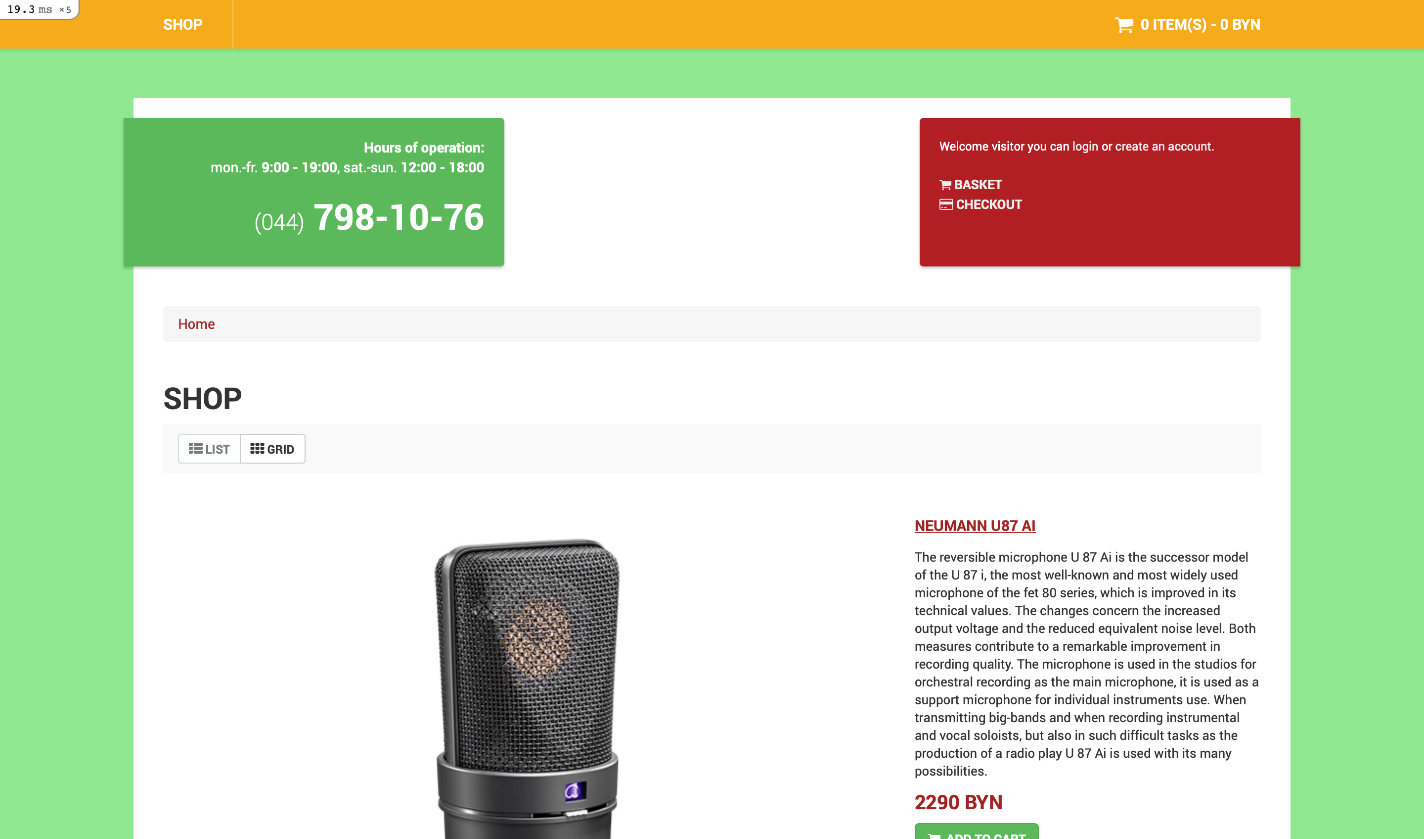 19.3 ms ×5
SHOP
0 ITEM(S) - 0 BYN
Hours of operation:
mon.-fr. 9:00 - 19:00, sat.-sun. 12:00 - 18:00
(044) 798-10-76
Welcome visitor you can login or create an account.
BASKET
CHECKOUT
Home
SHOP
LIST
GRID
NEUMANN U87 AI
The reversible microphone U 87 Ai is the successor model
of the U 87 i, the most well-known and most widely used
microphone of the fet 80 series, which is improved in its
technical values. The changes concern the increased
output voltage and the reduced equivalent noise level. Both
measures contribute to a remarkable improvement in
recording quality. The microphone is used in the studios for
orchestral recording as the main microphone, it is used as a
support microphone for individual instruments use. When
transmitting big-bands and when recording instrumental
and vocal soloists, but also in such difficult tasks as the
production of a radio play U 87 Ai is used with its many
possibilities.
2290 BYN
ADD TO CART